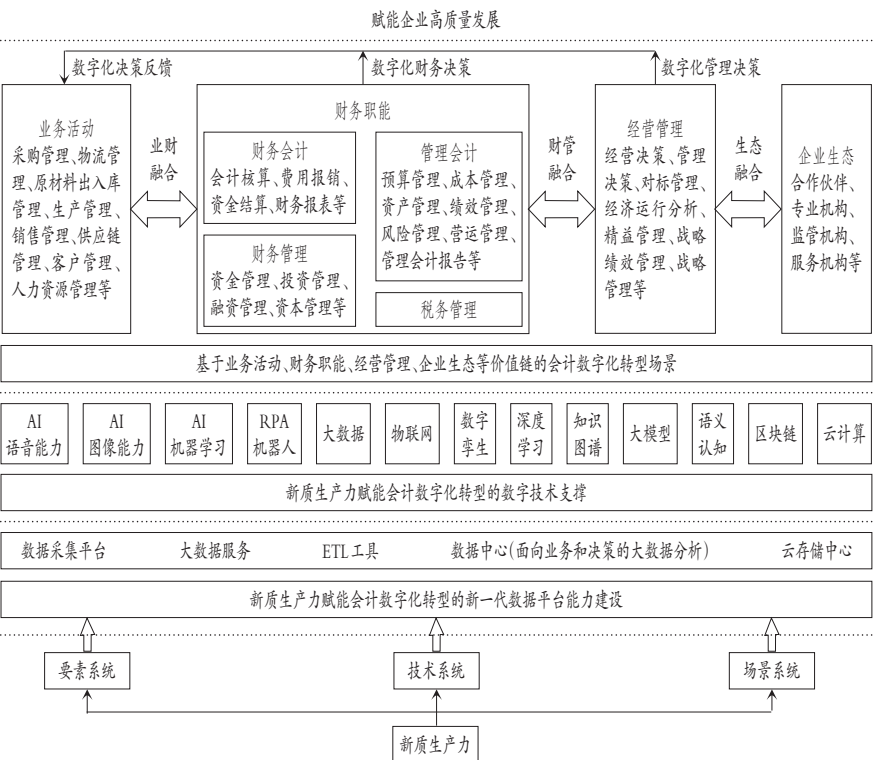 赋能企业高质量发展
数字化决策反馈
数字化财务决策
数字化管理决策
业务活动
采购管理、物流管
理、原材料出入库
管理、生产管理、
销售管理、供应链
管理、客户管理、
人力资源管理等
业财
融合
财务职能
财务会计
会计核算、费用报销、
资金结算、财务报表等
财务管理
资金管理、投资管理、
融资管理、资本管理等
管理会计
预算管理、成本管理、
资产管理、绩效管理、
风险管理、营运管理、
管理会计报告等
税务管理
财管
融合
经营管理
经营决策、管理
决策、对标管理、
经济运行分析、
精益管理、战略
绩效管理、战略
管理等
生态
融合
企业生态
合作伙伴、
专业机构、
监管机构、
服务机构等
基于业务活动、财务职能、经营管理、企业生态等价值链的会计数字化转型场景
AI
语音能力
AI
图像能力
AI
机器学习
RPA
机器人
大数据
物联网
数字
孪生
深度
学习
知识
图谱
大模型
语义
认知
区块链
云计算
新质生产力赋能会计数字化转型的数字技术支撑
数据采集平台
大数据服务
ETL工具
数据中心(面向业务和决策的大数据分析)
云存储中心
新质生产力赋能会计数字化转型的新一代数据平台能力建设
要素系统
技术系统
场景系统
新质生产力